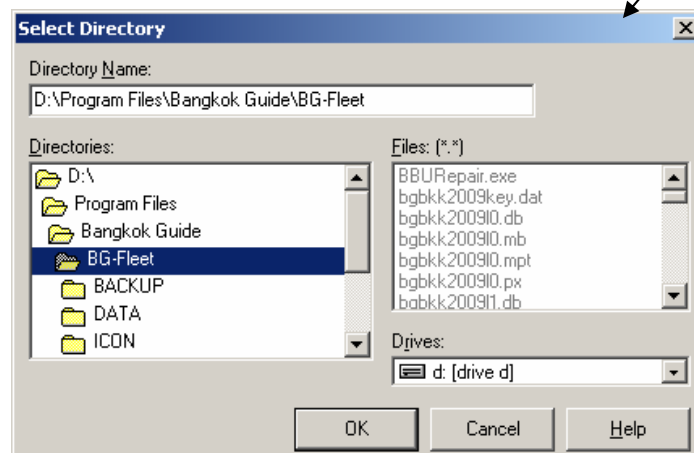 Select Directory
Directory Name:
D:\Program Files\Bangkok Guide\BG-Fleet
Directories:
D:\
Program Files
Bangkok Guide
BG-Fleet
BACKUP
DATA
ICON
Files: (*.*)
BBURepair.exe
bgbkk2009key.dat
bgbkk2009l0.db
bgbkk2009l0.mb
bgbkk2009l0.mpt
bgbkk2009l0.px
bgbkk2009l1.db
Drives:
d: [drive d]
OK
Cancel
Help